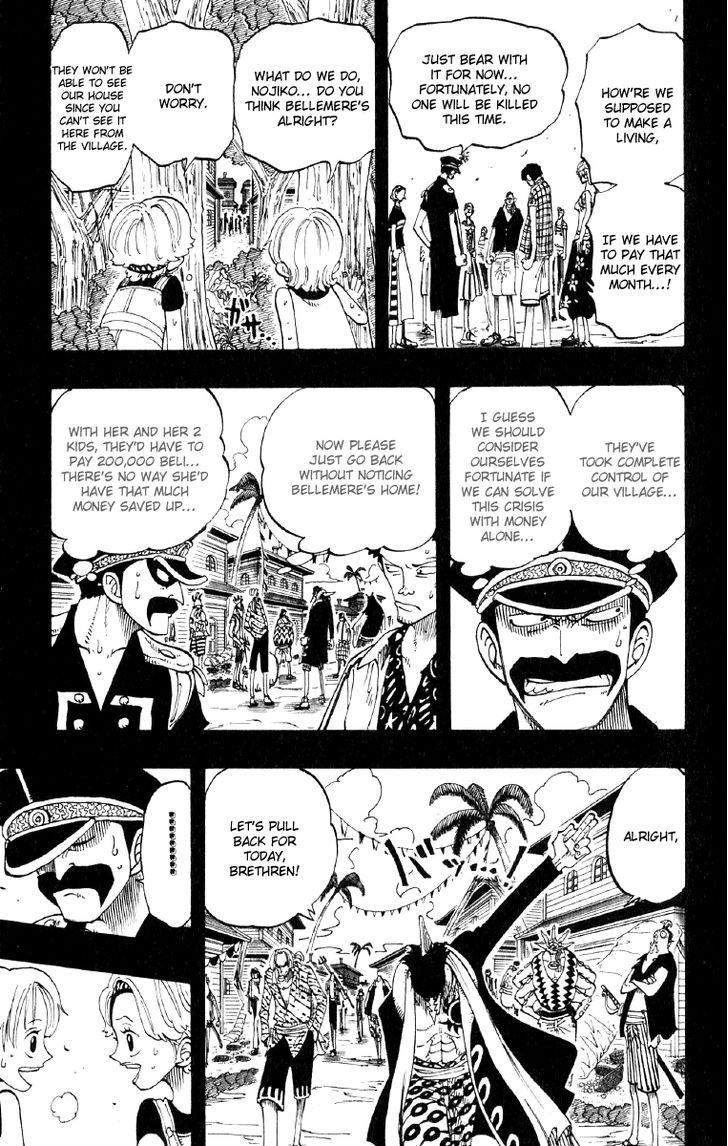 HOW'RE WE
SUPPOSED
TO MAKE A
LIVING,
IF WE HAVE
TO PAY THAT
MUCH EVERY
MONTH...!
JUST BEAR WITH
IT FOR NOW...
FORTUNATELY, NO
ONE WILL BE KILLED
THIS TIME.
WHAT DO WE DO,
NOJIKO... DO YOU
THINK BELLEMERE'S
ALRIGHT?
DON'T
WORRY.
THEY WON'T BE
ABLE TO SEE
OUR HOUSE
SINCE YOU
CAN'T SEE IT
HERE FROM
THE VILLAGE.
THEY'VE
TOOK COMPLETE
CONTROL OF
OUR VILLAGE...
I GUESS
WE SHOULD
CONSIDER
OURSELVES
FORTUNATE IF
WE CAN SOLVE
THIS CRISIS
WITH MONEY
ALONE...
NOW PLEASE
JUST GO BACK
WITHOUT NOTICING
BELLEMERE'S HOME!
WITH HER AND HER 2
KIDS, THEY'D HAVE TO
PAY 200,000 BELI...
THERE'S NO WAY SHE'D
HAVE THAT MUCH
MONEY SAVED UP...
ALRIGHT,
LET'S PULL
BACK FOR
TODAY,
BRETHREN!